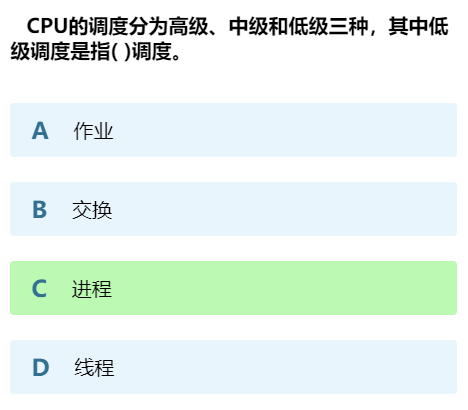 CPU的调度分为高级、中级和低级三种，其中低
级调度是指( )调度。
A 作业
B 交换
C 进程
D 线程